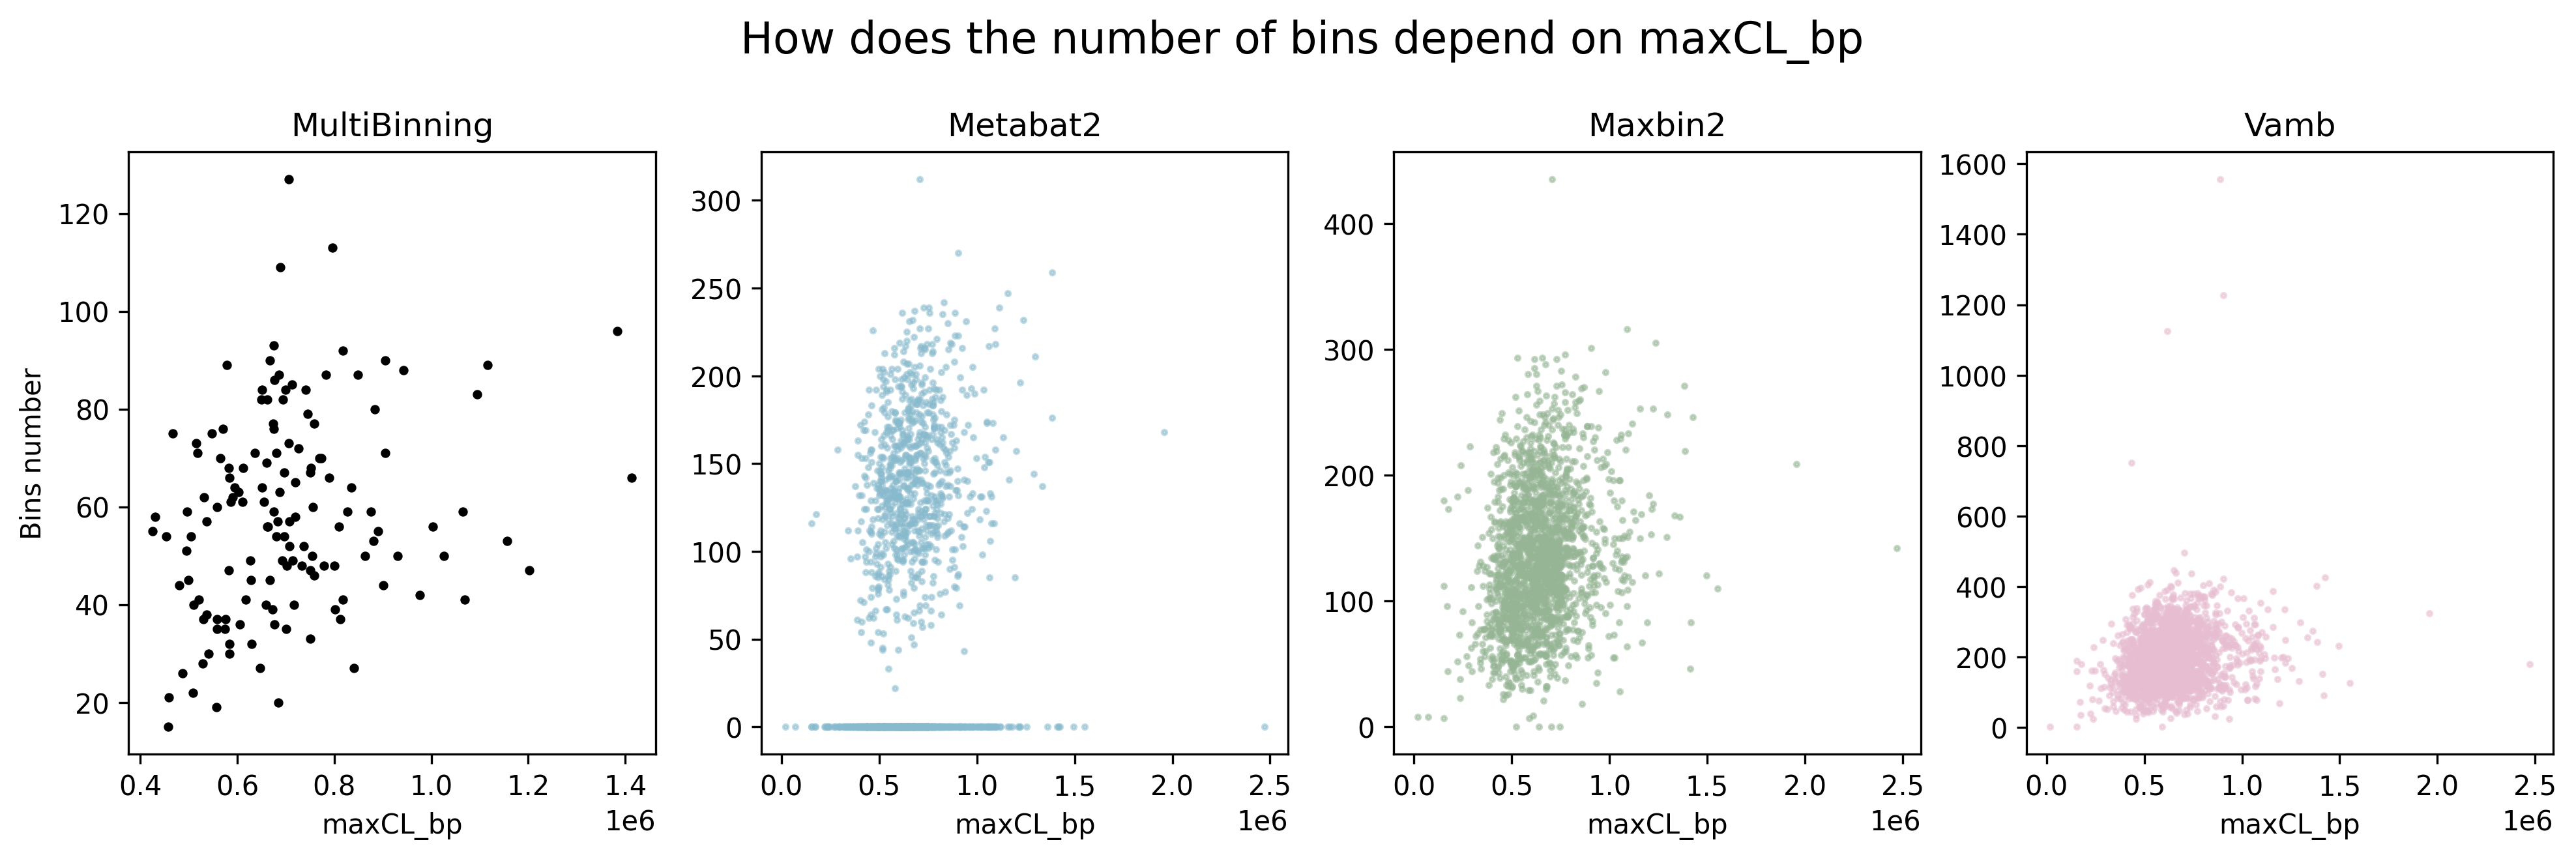 How does the number of bins depend on maxCL_bp
MultiBinning
Metabat2
Maxbin2
Vamb
Bins number
120
100
80
60
40
20
0.4 0.6 0.8 1.0 1.2 1.4
maxCL_bp
1e6
300
250
200
150
100
50
0
0.0 0.5 1.0 1.5 2.0 2.5
maxCL_bp
1e6
400
300
200
100
0
0.0 0.5 1.0 1.5 2.0 2.5
maxCL_bp
1e6
1600
1400
1200
1000
800
600
400
200
0
0.0 0.5 1.0 1.5 2.0 2.5
maxCL_bp
1e6